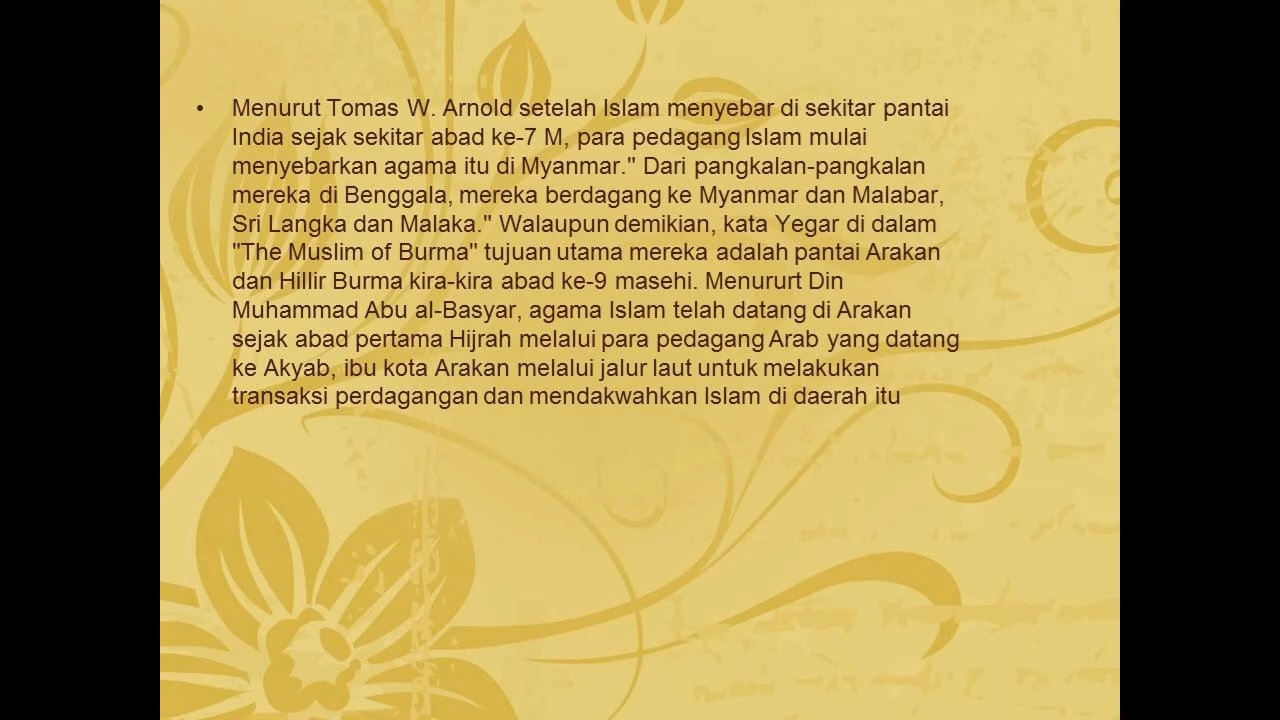 • Menurut Tomas W. Arnold setelah Islam menyebar di sekitar pantai
India sejak sekitar abad ke-7 M, para pedagang Islam mulai
menyebarkan agama itu di Myanmar." Dari pangkalan-pangkalan
mereka di Benggala, mereka berdagang ke Myanmar dan Malabar,
Sri Langka dan Malaka." Walaupun demikian, kata Yegar di dalam
"The Muslim of Burma" tujuan utama mereka adalah pantai Arakan
dan Hillir Burma kira-kira abad ke-9 masehi. Menururt Din
Muhammad Abu al-Basyar, agama Islam telah datang di Arakan
sejak abad pertama Hijrah melalui para pedagang Arab yang datang
ke Akyab, ibu kota Arakan melalui jalur laut untuk melakukan
transaksi perdagangan dan mendakwahkan Islam di daerah itu